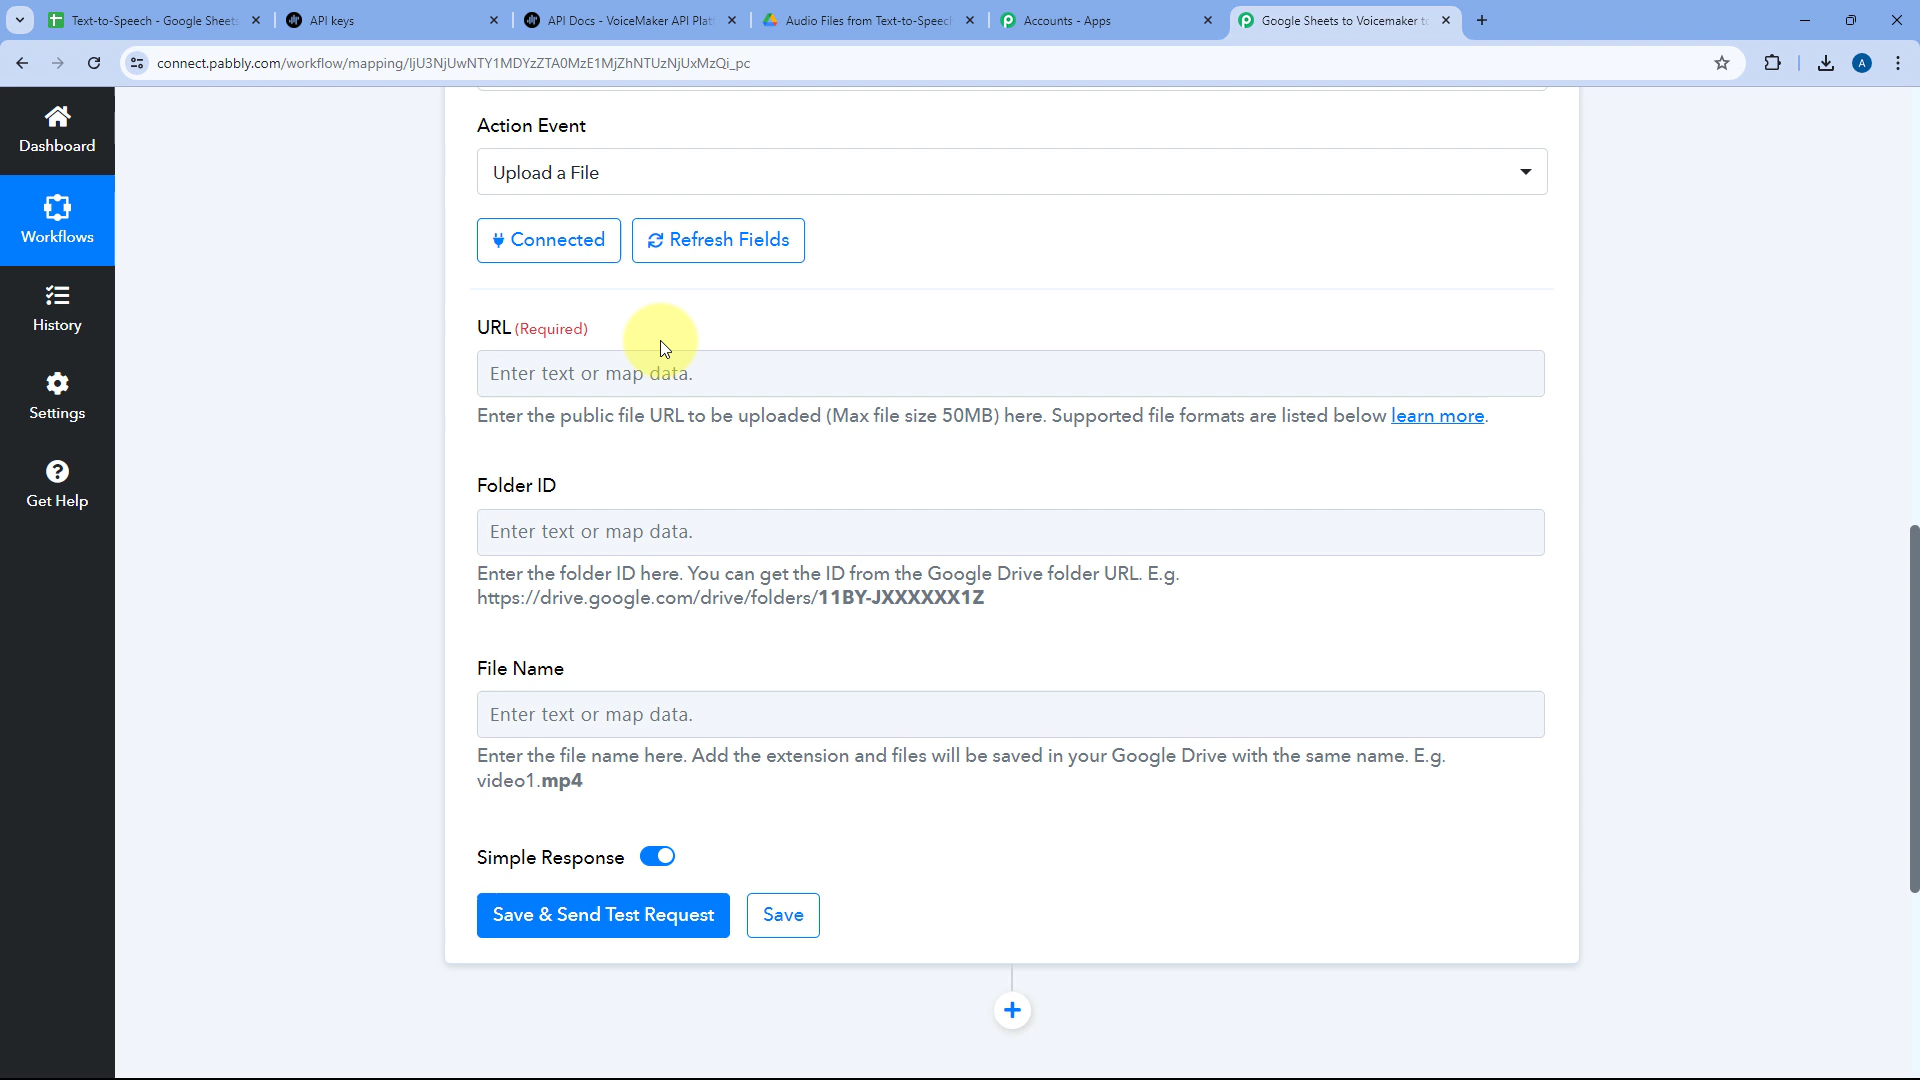 Text-to-Speech - Google Sheets
API keys
API Docs - VoiceMaker API Platf
Audio Files from Text-to-Speech
Accounts - Apps
Google Sheets to Voicemaker to
connect.pabbly.com/workflow/mapping/IjU3NjUwNTY1MDYzZTA0MzE1MjZhNTUzNjUxMzQi_pc
A
Dashboard
Workflows
History
Settings
Get Help
Action Event
Upload a File
Connected
Refresh Fields
URL (Required)
Enter text or map data.
Enter the public file URL to be uploaded (Max file size 50MB) here. Supported file formats are listed below learn more.
Folder ID
Enter text or map data.
Enter the folder ID here. You can get the ID from the Google Drive folder URL. E.g.
https://drive.google.com/drive/folders/11BY-JXXXXXX1Z
File Name
Enter text or map data.
Enter the file name here. Add the extension and files will be saved in your Google Drive with the same name. E.g.
video1.mp4
Simple Response
Save & Send Test Request
Save